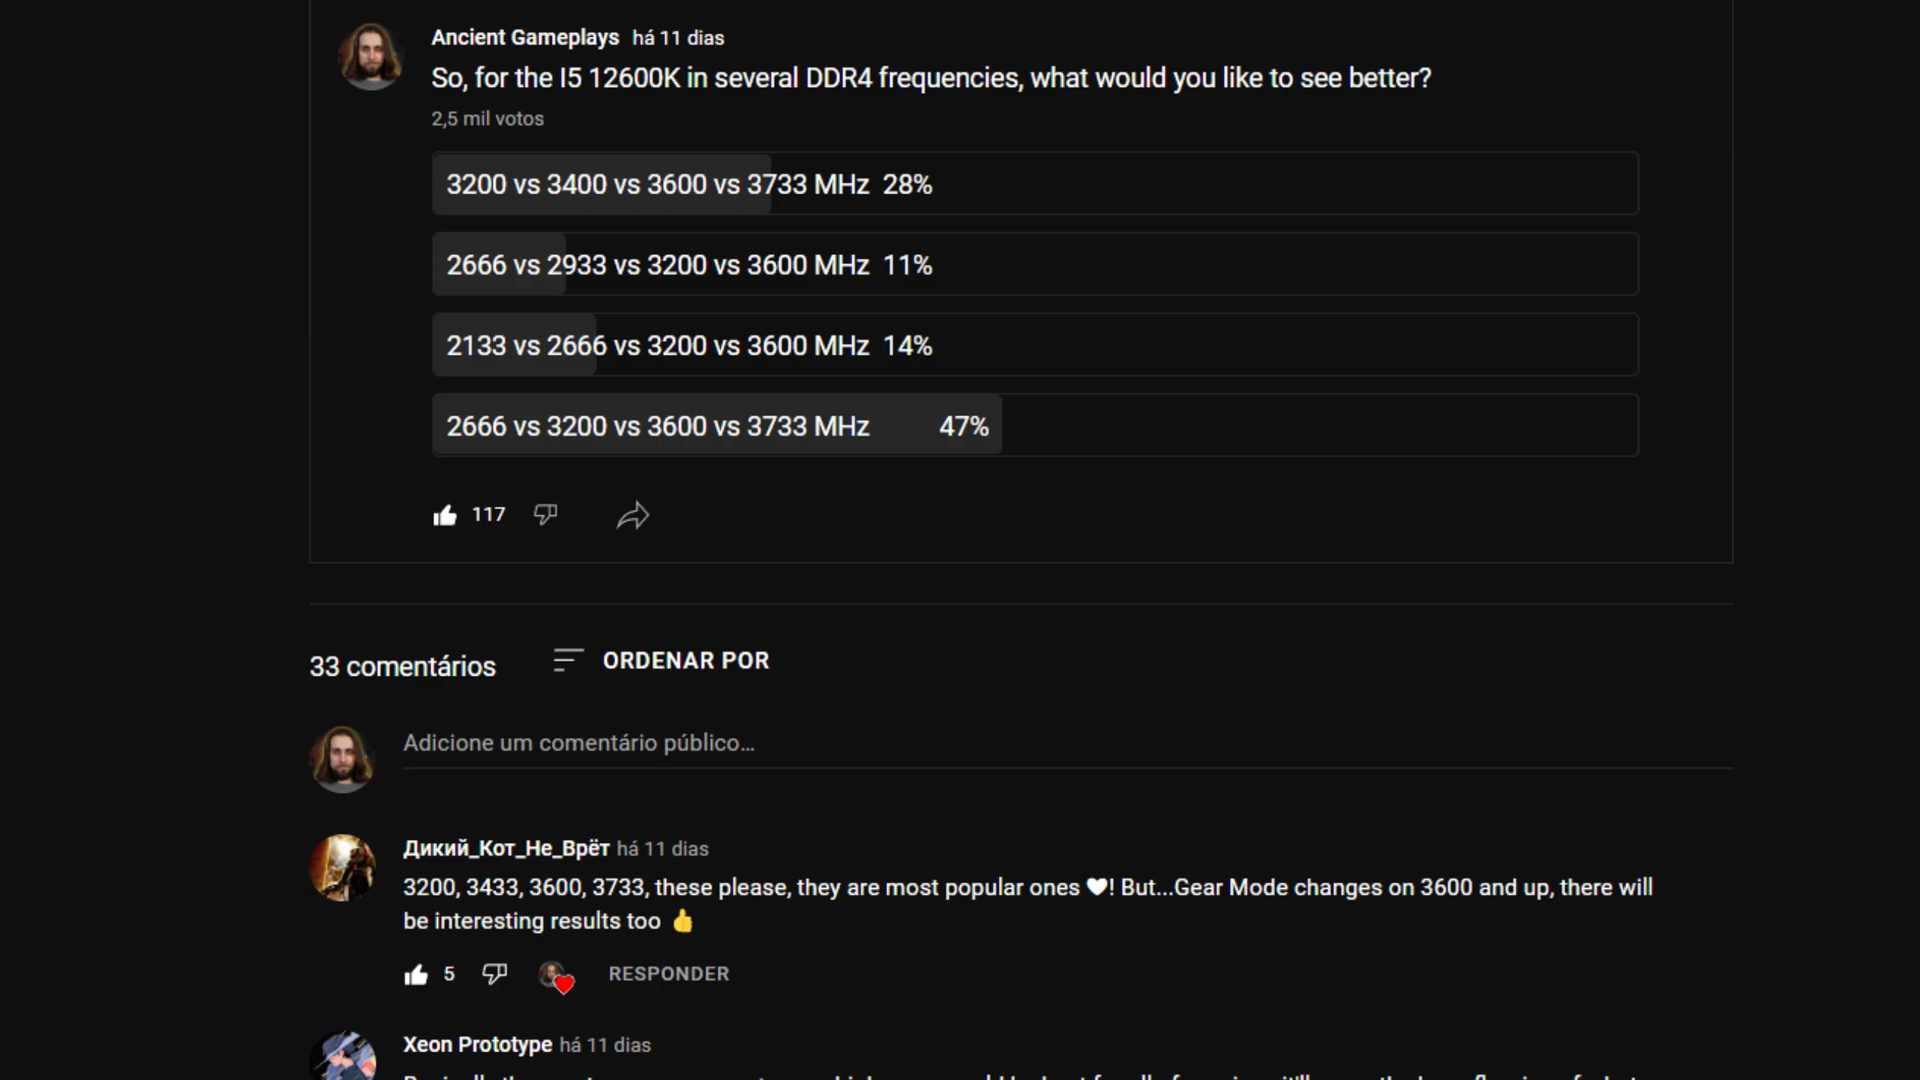 Ancient Gameplays há 11 dias
So, for the I5 12600K in several DDR4 frequencies, what would you like to see better?
2,5 mil votos
3200 vs 3400 vs 3600 vs 3733 MHz 28%
2666 vs 2933 vs 3200 vs 3600 MHz 11%
2133 vs 2666 vs 3200 vs 3600 MHz 14%
2666 vs 3200 vs 3600 vs 3733 MHz 47%
117
33 comentários ORDENAR POR
Adicione um comentário público...
Дикий_Кот_Не_Врёт há 11 dias
3200, 3433, 3600, 3733, these please, they are most popular ones 🤍! But...Gear Mode changes on 3600 and up, there will
be interesting results too 👍
5 RESPONDER
Xeon Prototype há 11 dias